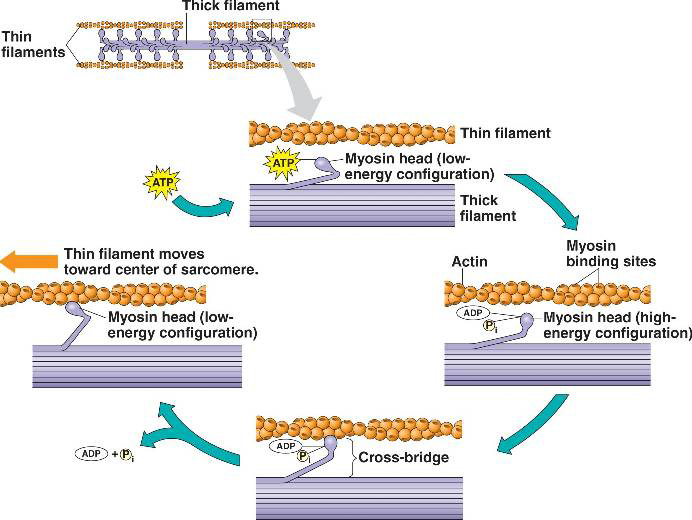 Thick filament
Thin
filaments
Thin filament
ATP
Myosin head (low-
energy configuration)
ATP
Thick
filament
Thin filament moves
toward center of sarcomere.
Myosin head (low-
energy configuration)
Actin
Myosin
binding sites
ADP
Pi
Myosin head (high-
energy configuration)
ADP
Pi
Cross-bridge
ADP + Pi